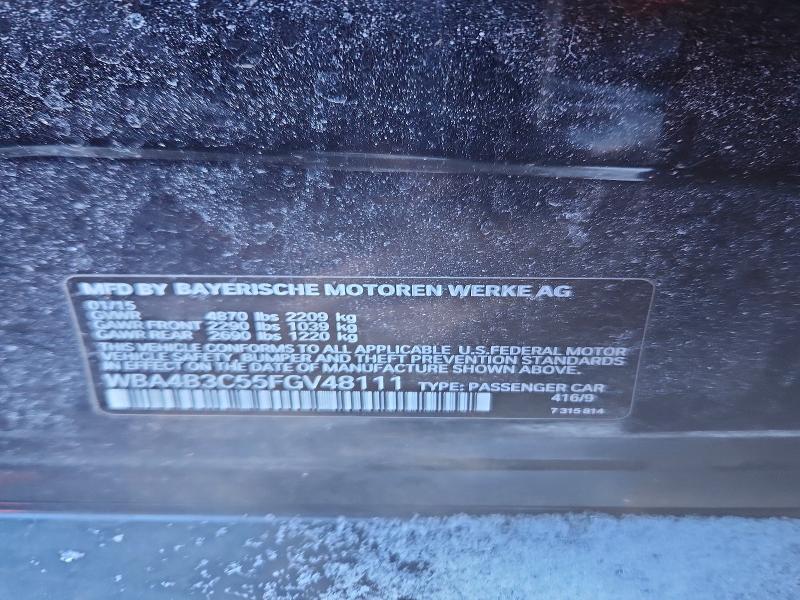 MFD BY BAYERISCHE MOTOREN WERKE AG
01/15
GVWR 4870 lbs 2209 kg
GAWR FRONT 2290 lbs 1039 kg
GAWR REAR 2690 lbs 1220 kg
THIS VEHICLE CONFORMS TO ALL APPLICABLE U.S.FEDERAL MOTOR
VEHICLE SAFETY, BUMPER AND THEFT PREVENTION STANDARDS
IN EFFECT ON THE DATE OF MANUFACTURE SHOWN ABOVE.
WBA4B3C55FGV48111 TYPE: PASSENGER CAR
416/9
7 315 814